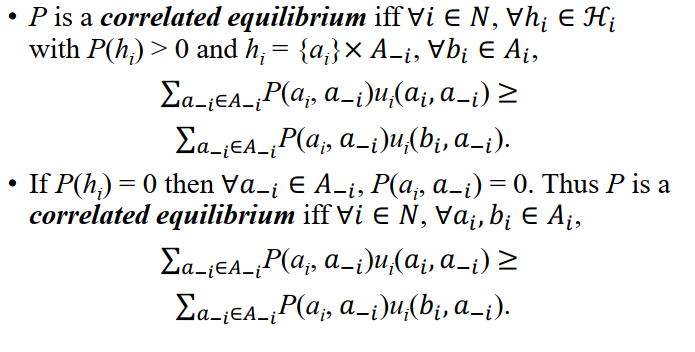 • P is a correlated equilibrium iff ∀i ∈ N, ∀hᵢ ∈ ℋᵢ
with P(hᵢ) > 0 and hᵢ = {aᵢ}× A₋ᵢ, ∀bᵢ ∈ Aᵢ,
∑a₋ᵢ∈A₋ᵢP(aᵢ, a₋ᵢ)uᵢ(aᵢ, a₋ᵢ) ≥
∑a₋ᵢ∈A₋ᵢP(aᵢ, a₋ᵢ)uᵢ(bᵢ, a₋ᵢ).
• If P(hᵢ) = 0 then ∀a₋ᵢ ∈ A₋ᵢ, P(aᵢ, a₋ᵢ) = 0. Thus P is a
correlated equilibrium iff ∀i ∈ N, ∀aᵢ, bᵢ ∈ Aᵢ,
∑a₋ᵢ∈A₋ᵢP(aᵢ, a₋ᵢ)uᵢ(aᵢ, a₋ᵢ) ≥
∑a₋ᵢ∈A₋ᵢP(aᵢ, a₋ᵢ)uᵢ(bᵢ, a₋ᵢ).